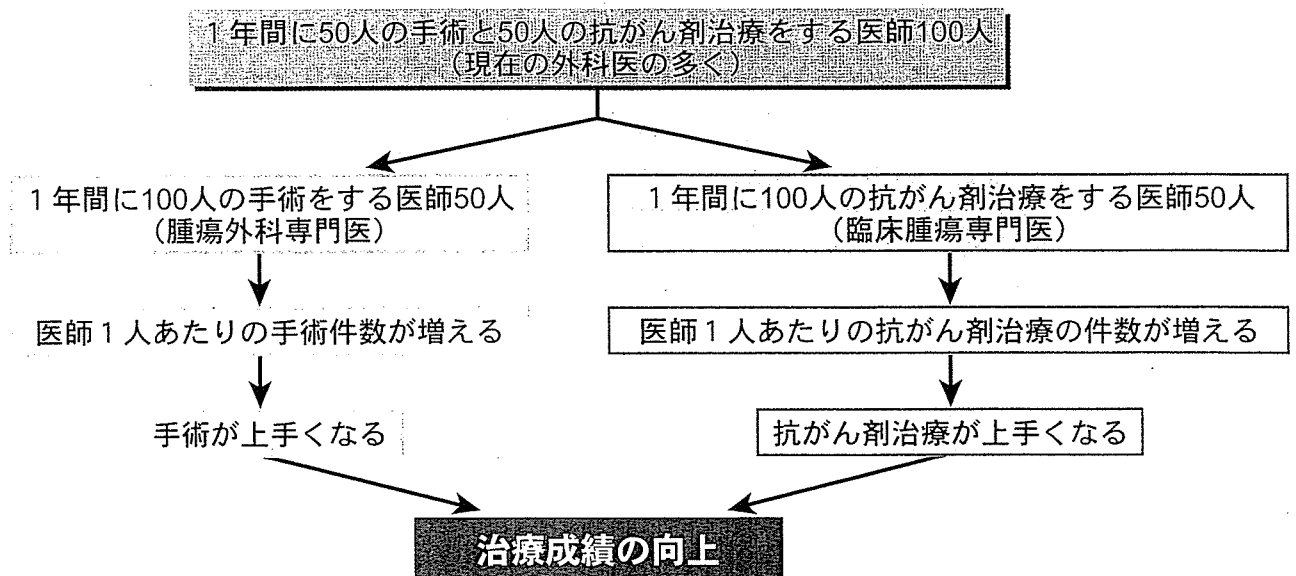 1年間に50人の手術と50人の抗がん剤治療をする医師100人
(現在の外科医の多く)
1年間に100人の手術をする医師50人
(腫瘍外科専門医)
1年間に100人の抗がん剤治療をする医師50人
(臨床腫瘍専門医)
医師1人あたりの手術件数が増える
医師1人あたりの抗がん剤治療の件数が増える
手術が上手くなる
抗がん剤治療が上手くなる
治療成績の向上